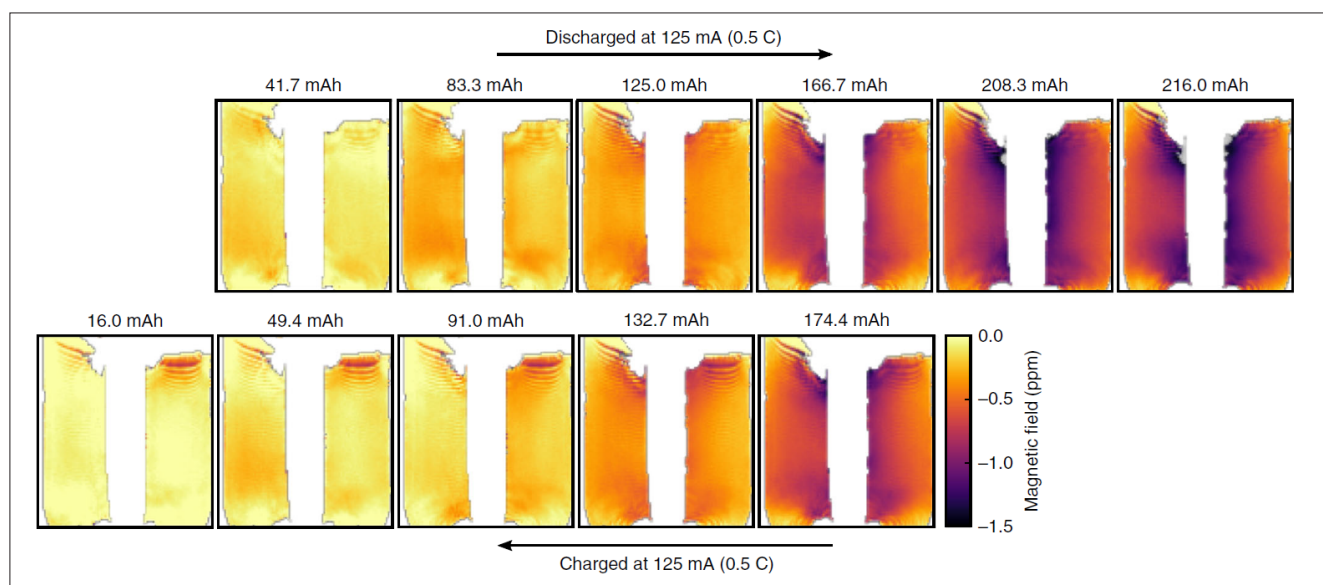 Discharged at 125 mA (0.5 C)
41.7 mAh 83.3 mAh 125.0 mAh 166.7 mAh 208.3 mAh 216.0 mAh
16.0 mAh 49.4 mAh 91.0 mAh 132.7 mAh 174.4 mAh
0.0
−0.5
−1.0
−1.5
Magnetic field (ppm)
Charged at 125 mA (0.5 C)